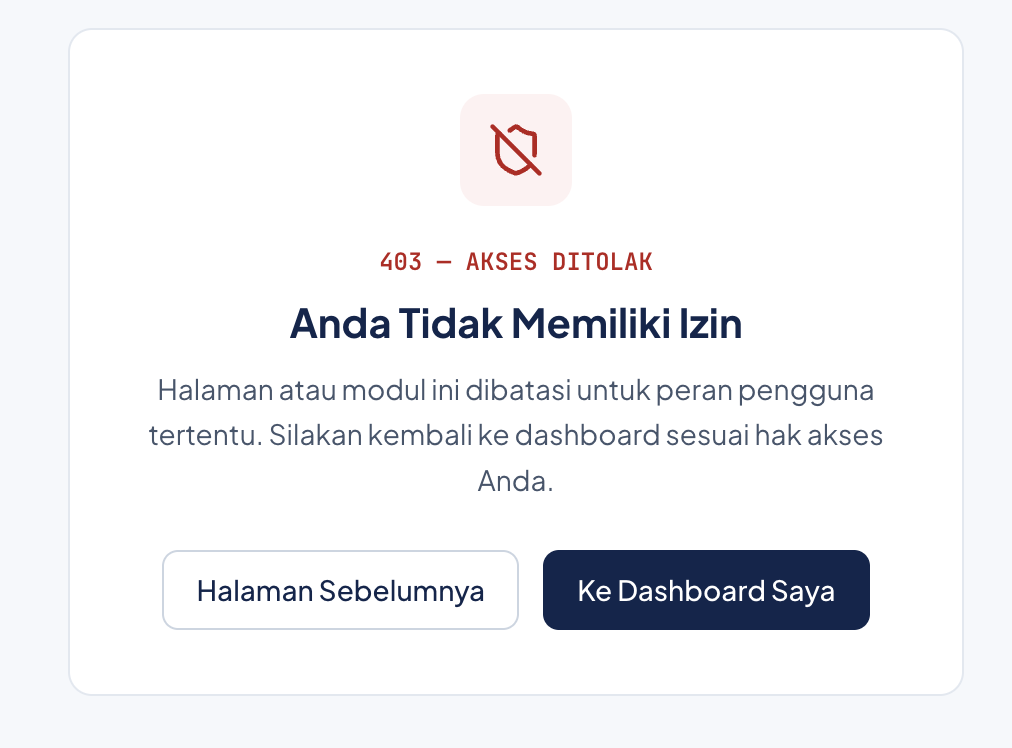 403 — AKSES DITOLAK
Anda Tidak Memiliki Izin
Halaman atau modul ini dibatasi untuk peran pengguna
tertentu. Silakan kembali ke dashboard sesuai hak akses
Anda.
Halaman Sebelumnya
Ke Dashboard Saya